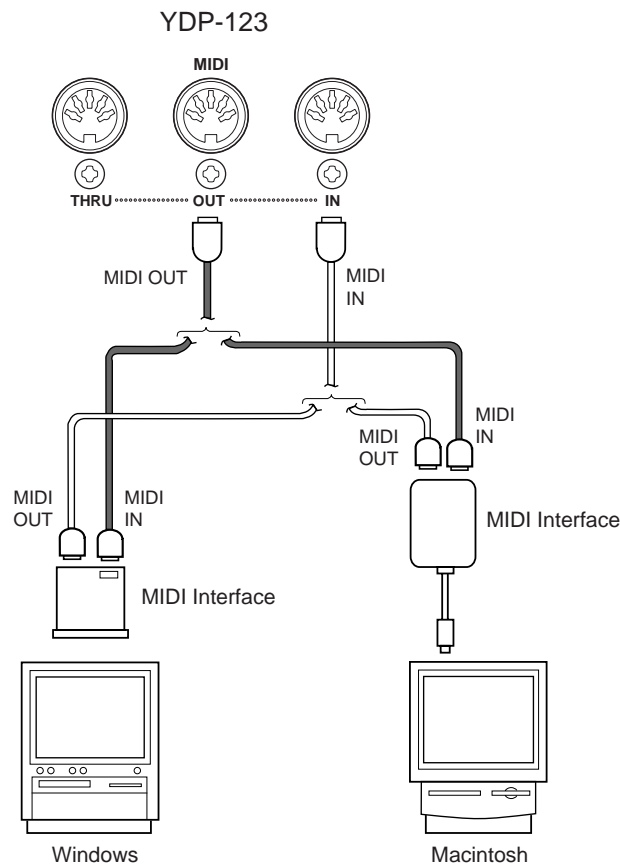 YDP-123
MIDI
THRU OUT IN
MIDI OUT
MIDI
IN
MIDI
OUT
MIDI
IN
MIDI
OUT
MIDI
IN
MIDI Interface
MIDI Interface
Windows
Macintosh